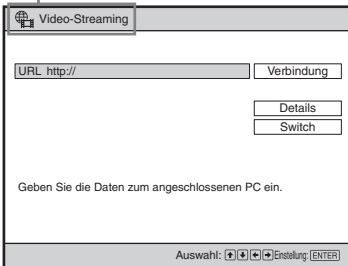 Video-Streaming
URL http://
Verbindung
Details
Switch
Geben Sie die Daten zum angeschlossenen PC ein.
Auswahl: Einstellung: ENTER